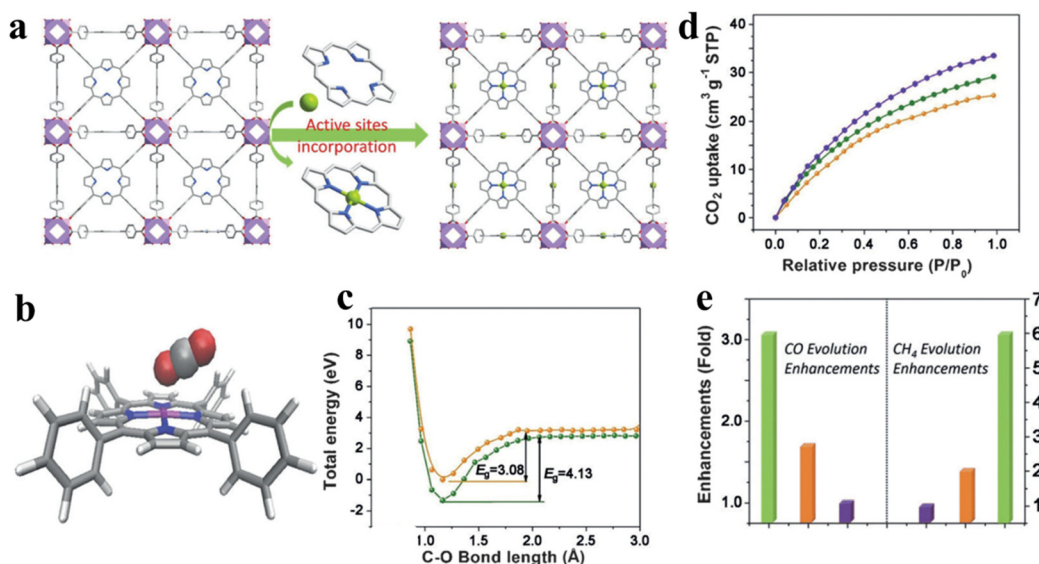 a
Active sites
incorporation
d
CO₂ uptake (cm³ g⁻¹ STP)
40
30
20
10
0
0.0 0.2 0.4 0.6 0.8 1.0
Relative pressure (P/P₀)
b
c
Total energy (eV)
10
8
6
4
2
0
-2
Eg=3.08
Eg=4.13
1.0 1.5 2.0 2.5 3.0
C-O Bond length (Å)
e
Enhancements (Fold)
3.0
2.0
1.0
CO Evolution
Enhancements
CH₄ Evolution
Enhancements
7
6
5
4
3
2
1